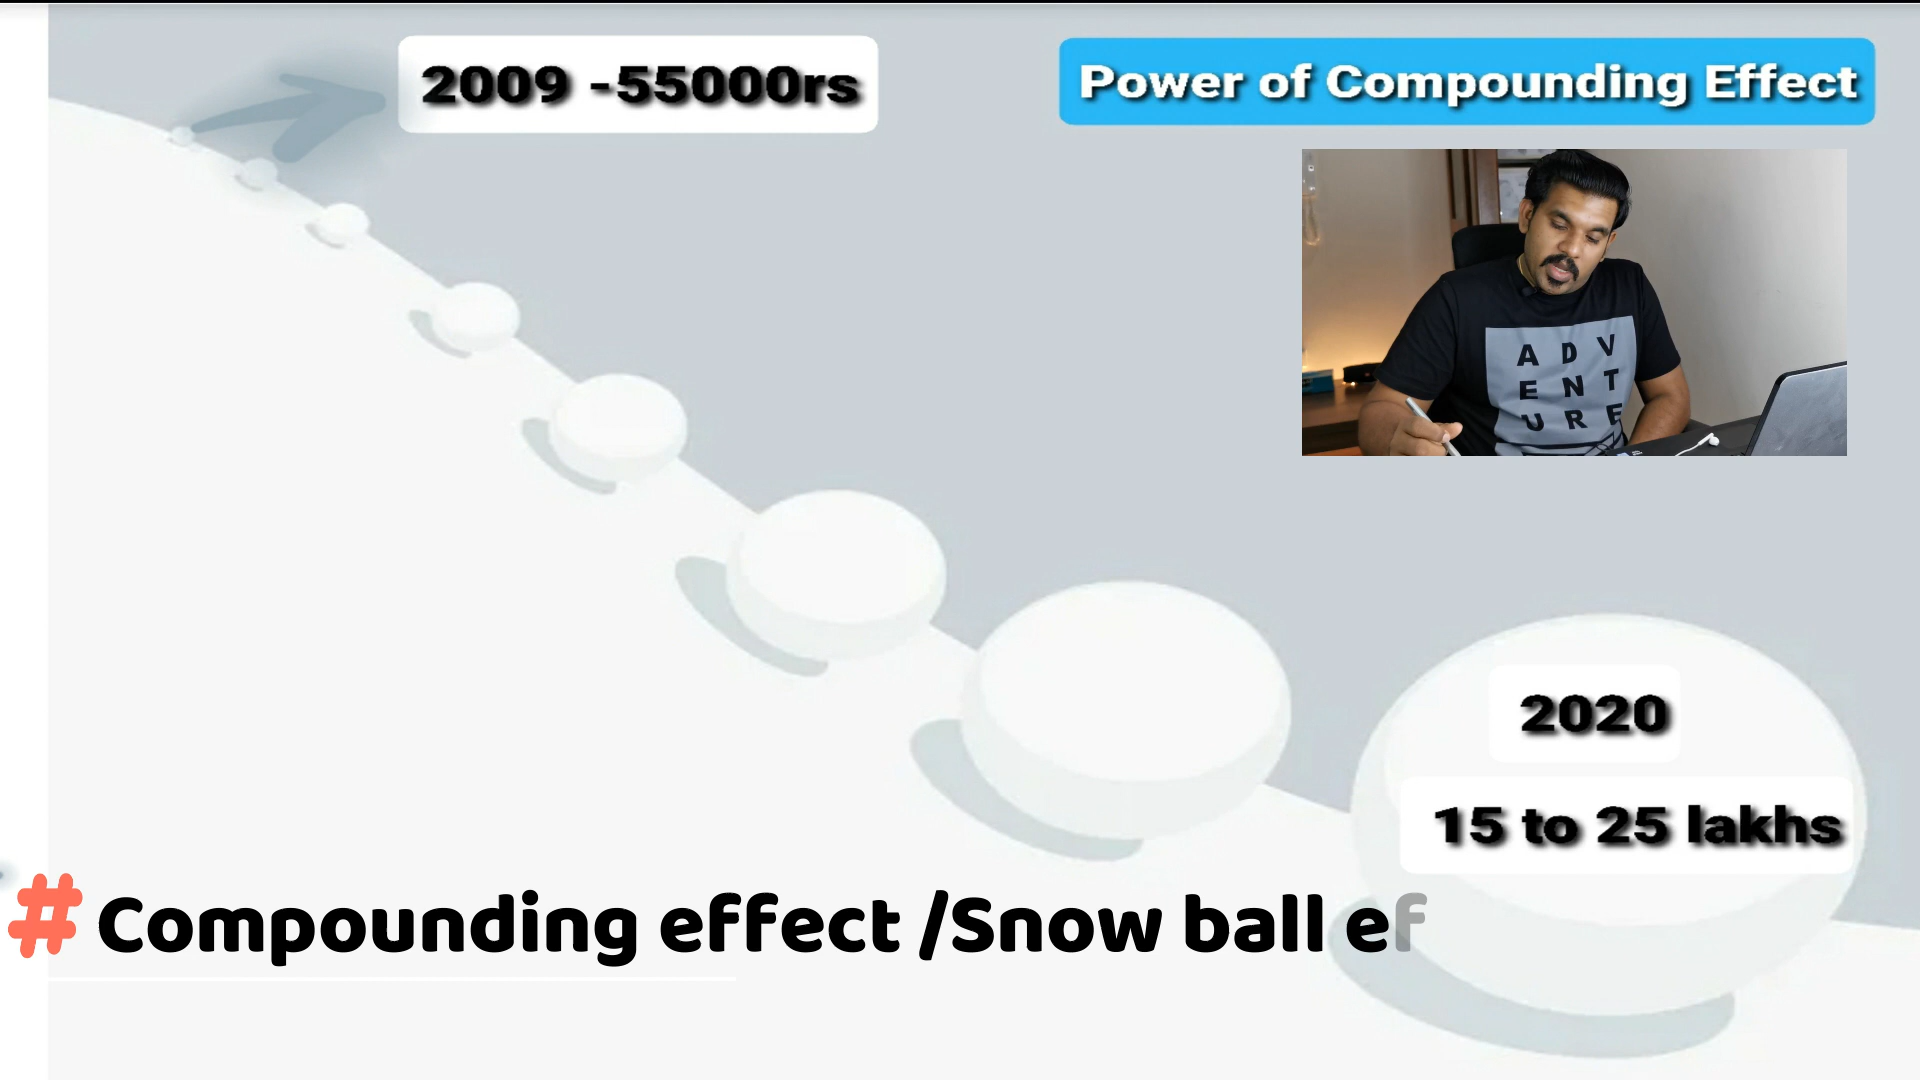 2009 -55000rs
Power of Compounding Effect
A D V
E N T
U R E
2020
15 to 25 lakhs
# Compounding effect /Snow ball ef